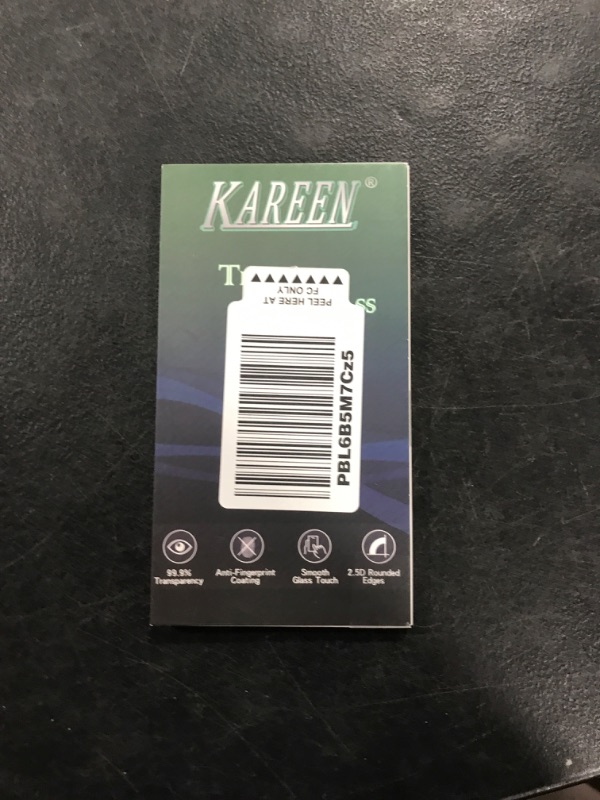 KAREEN®
PEEL HERE AT
FC ONLY
PBL6B5M7Cz5
99.9%
Transparency
Anti-Fingerprint
Coating
Smooth
Glass Touch
2.5D Rounded
Edges